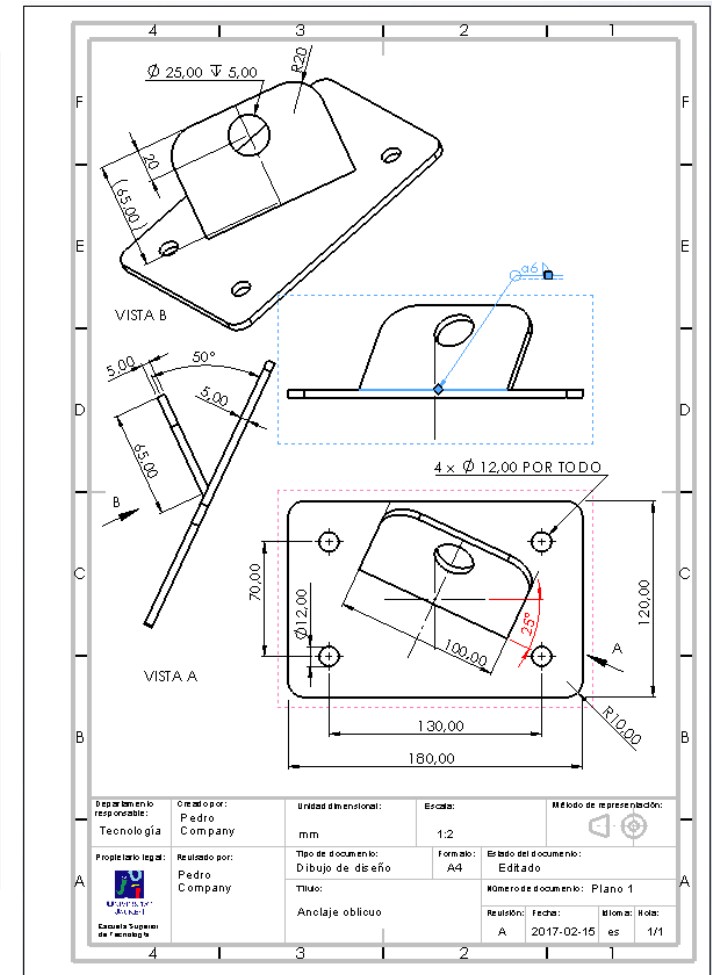 4 3 2 1
F F
E E
D D
C C
B B
A A
Ø 25,00 ↧ 5,00
R20
20
(65,00)
VISTA B
a6
5,00
50°
5,00
65,00
B
VISTA A
4 x Ø 12,00 POR TODO
70,00
Ø12,00
100,00
25°
120,00
A
R10,00
130,00
180,00
Departamento responsable:
Tecnología
Creado por:
Pedro
Company
Unidad dimensional:
mm
Escala:
1:2
Método de representación:
Propietario legal:
UNIVERSITAT
JAUME I
Escuela Superior
de Tecnología
Revisado por:
Pedro
Company
Tipo de documento:
Dibujo de diseño
Formato:
A4
Estado del documento:
Editado
Título:
Anclaje oblicuo
Número de documento: Plano 1
Revisión:
A
Fecha:
2017-02-15
Idioma:
es
Hoja:
1/1
4 3 2 1